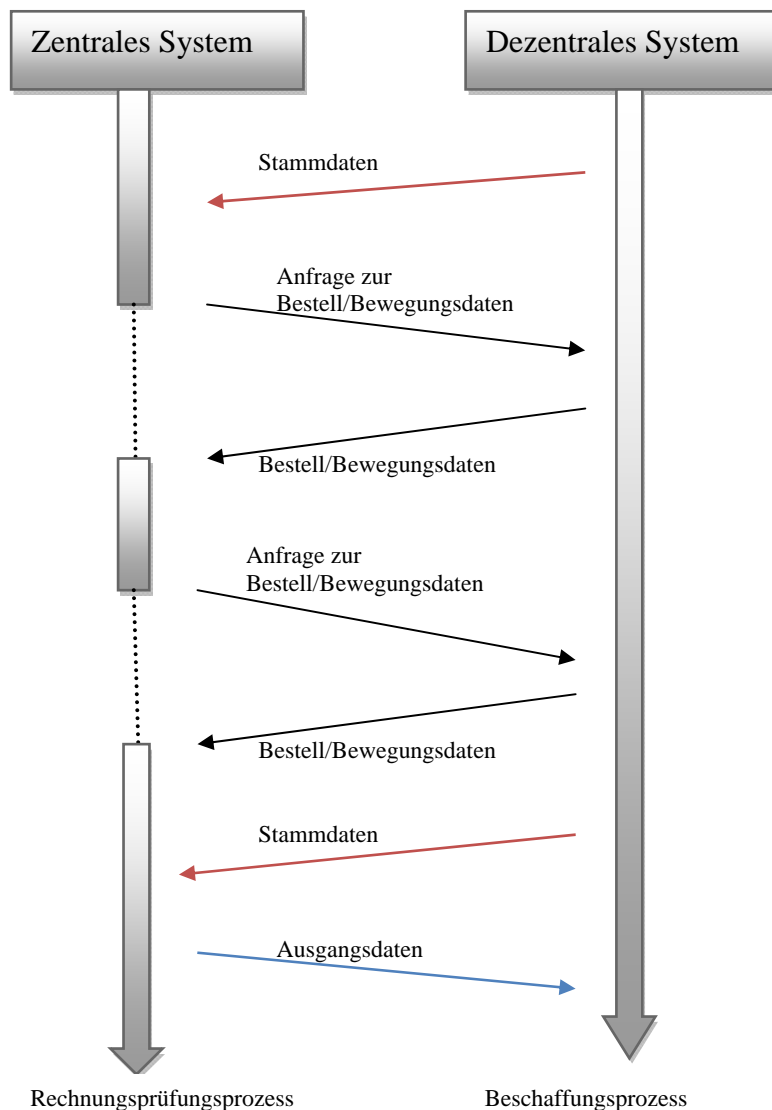 Zentrales System
Dezentrales System
Stammdaten
Anfrage zur
Bestell/Bewegungsdaten
Bestell/Bewegungsdaten
Anfrage zur
Bestell/Bewegungsdaten
Bestell/Bewegungsdaten
Stammdaten
Ausgangsdaten
Rechnungsprüfungsprozess
Beschaffungsprozess